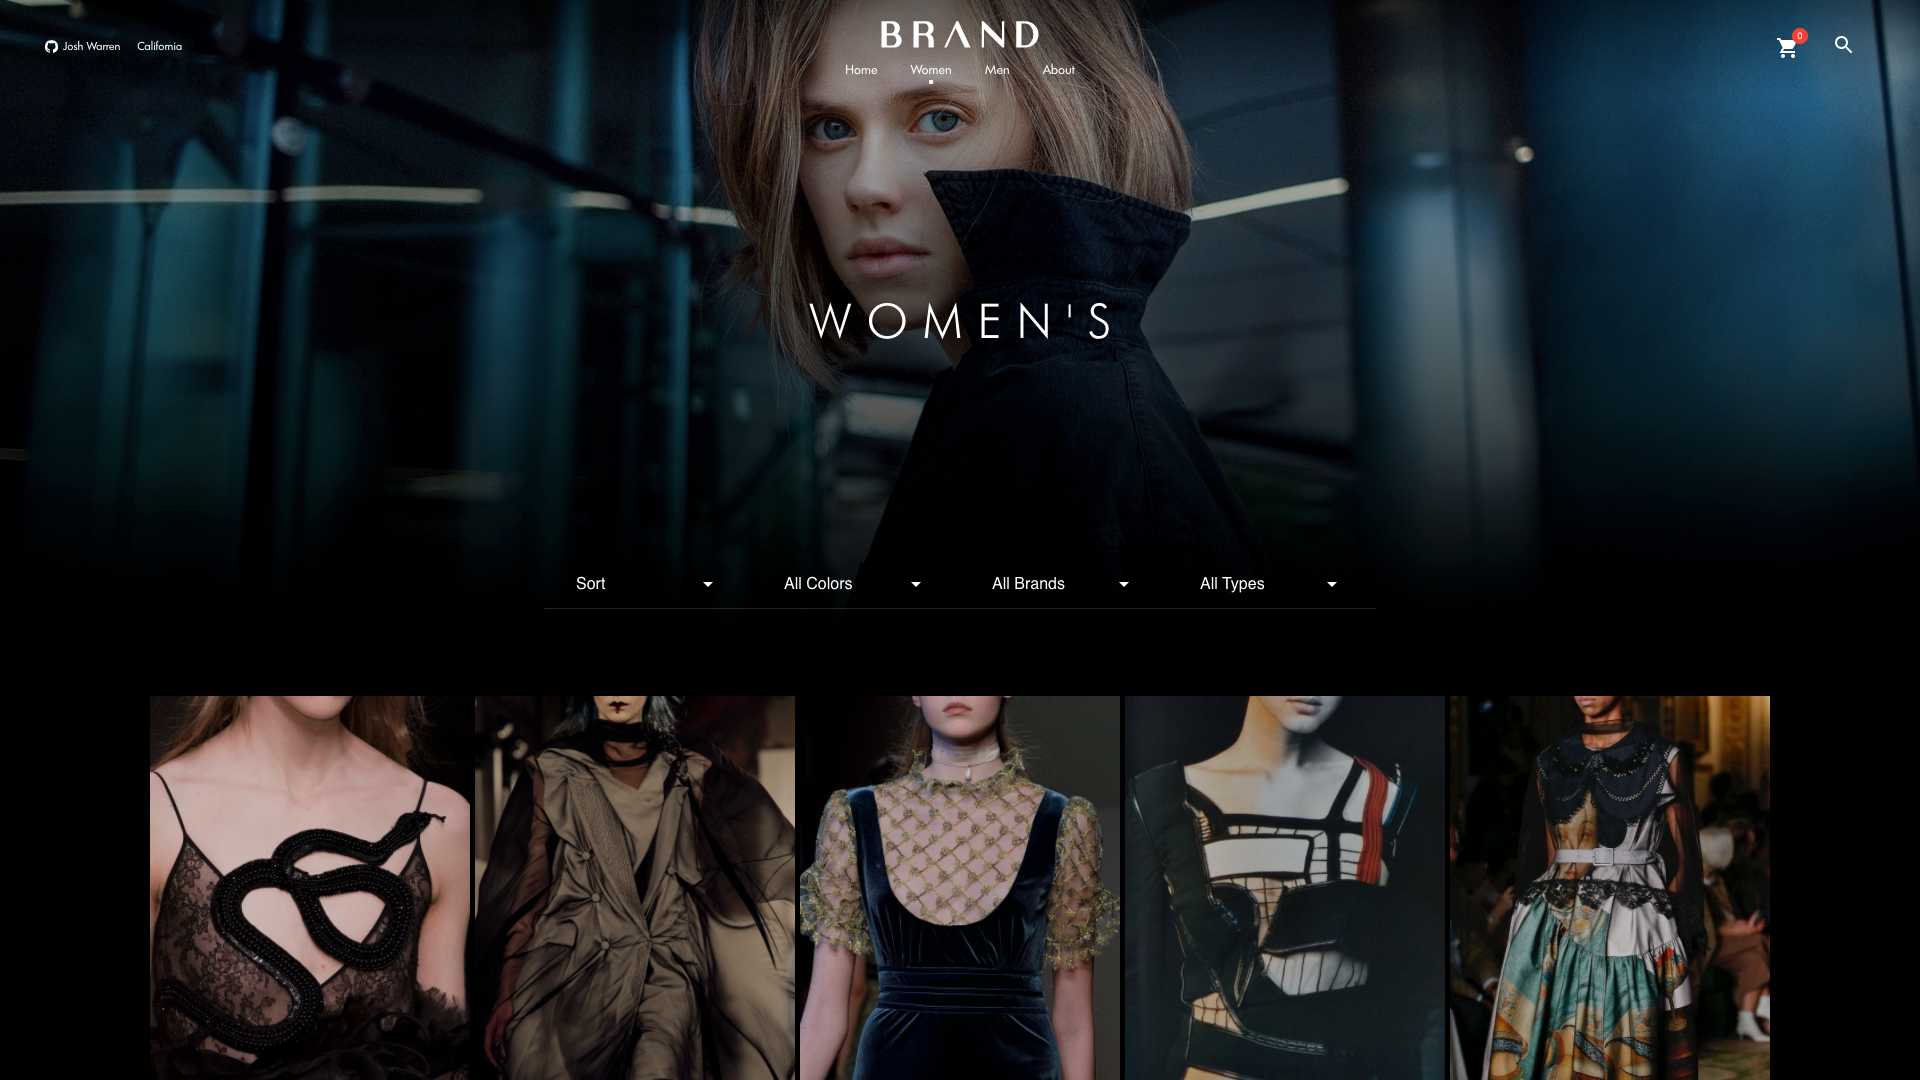 BRAND
Josh Warren California
0
Home Women Men About
WOMEN'S
Sort All Colors All Brands All Types